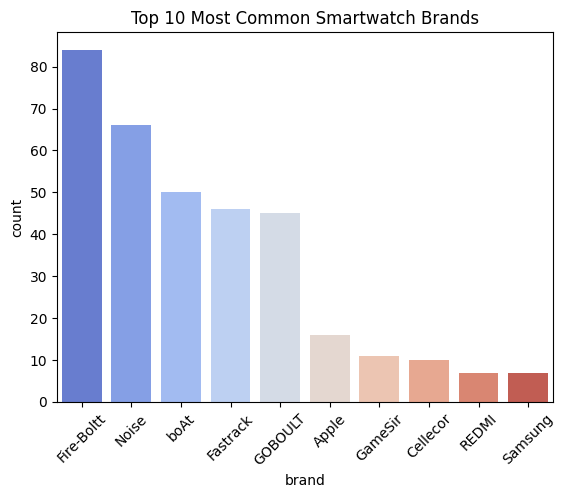 Top 10 Most Common Smartwatch Brands
count
80
70
60
50
40
30
20
10
0
Fire-Boltt
Noise
boAt
Fastrack
GOBOULT
Apple
GameSir
Cellecor
REDMI
Samsung
brand